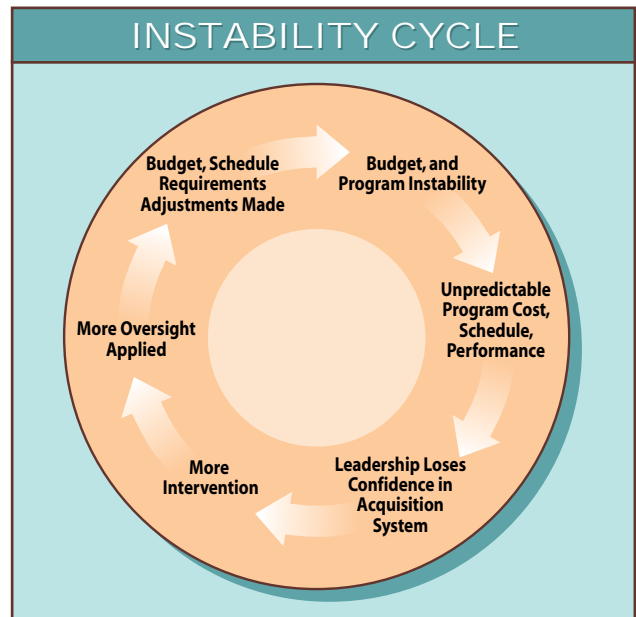 INSTABILITY CYCLE
Budget, Schedule
Requirements
Adjustments Made
Budget, and
Program Instability
Unpredictable
Program Cost,
Schedule,
Performance
Leadership Loses
Confidence in
Acquisition
System
More
Intervention
More Oversight
Applied